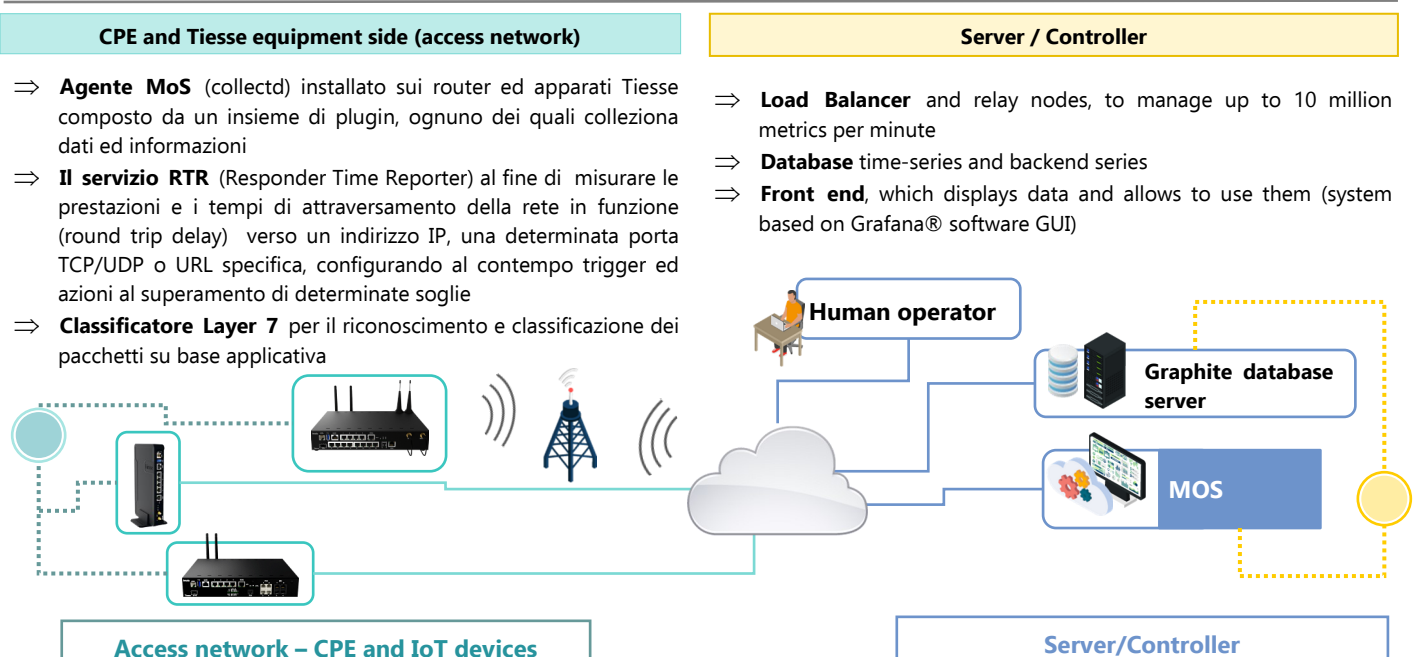 CPE and Tiesse equipment side (access network)
⇒ Agente MoS (collectd) installato sui router ed apparati Tiesse
composto da un insieme di plugin, ognuno dei quali colleziona
dati ed informazioni
⇒ Il servizio RTR (Responder Time Reporter) al fine di misurare le
prestazioni e i tempi di attraversamento della rete in funzione
(round trip delay) verso un indirizzo IP, una determinata porta
TCP/UDP o URL specifica, configurando al contempo trigger ed
azioni al superamento di determinate soglie
⇒ Classificatore Layer 7 per il riconoscimento e classificazione dei
pacchetti su base applicativa
Server / Controller
⇒ Load Balancer and relay nodes, to manage up to 10 million
metrics per minute
⇒ Database time-series and backend series
⇒ Front end, which displays data and allows to use them (system
based on Grafana® software GUI)
Human operator
Graphite database
server
MOS
Access network – CPE and IoT devices
Server/Controller